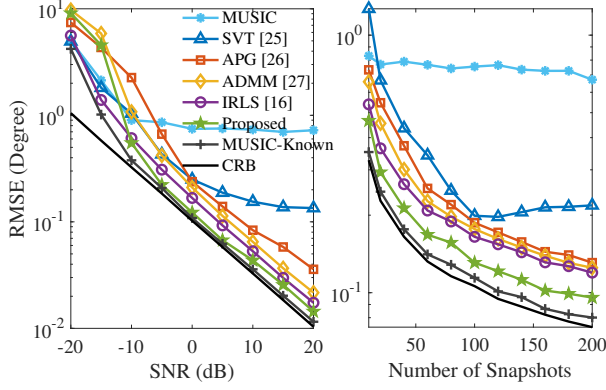 10^1
10^0
10^-1
10^-2
-20
-10
0
10
20
SNR (dB)
RMSE (Degree)
MUSIC
SVT [25]
APG [26]
ADMM [27]
IRLS [16]
Proposed
MUSIC-Known
CRB
10^0
10^-1
50
100
150
200
Number of Snapshots